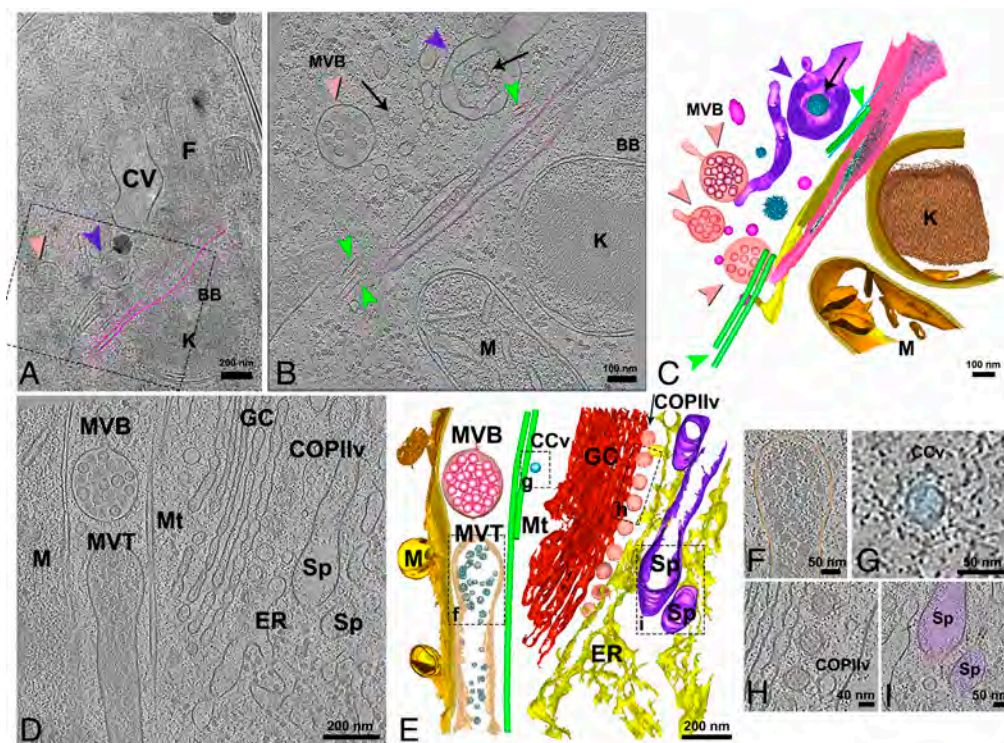 F
CV
BB
K
A
200 nm
MVB
BB
K
M
B
100 nm
MVB
K
M
C
100 nm
MVB
GC
COPIIv
Mt
M
MVT
Sp
ER
Sp
D
200 nm
COPIIv
MVB
CCv
GC
g
h
Mt
M
MVT
Sp
f
i
Sp
ER
E
200 nm
F
50 nm
CCv
G
50 nm
COPIIv
H
40 nm
Sp
Sp
I
50 nm